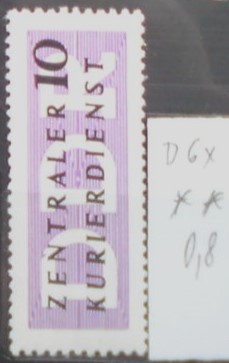 10
ZENTRALER
KURIERDIENST
DDR
D6x
**
0,8